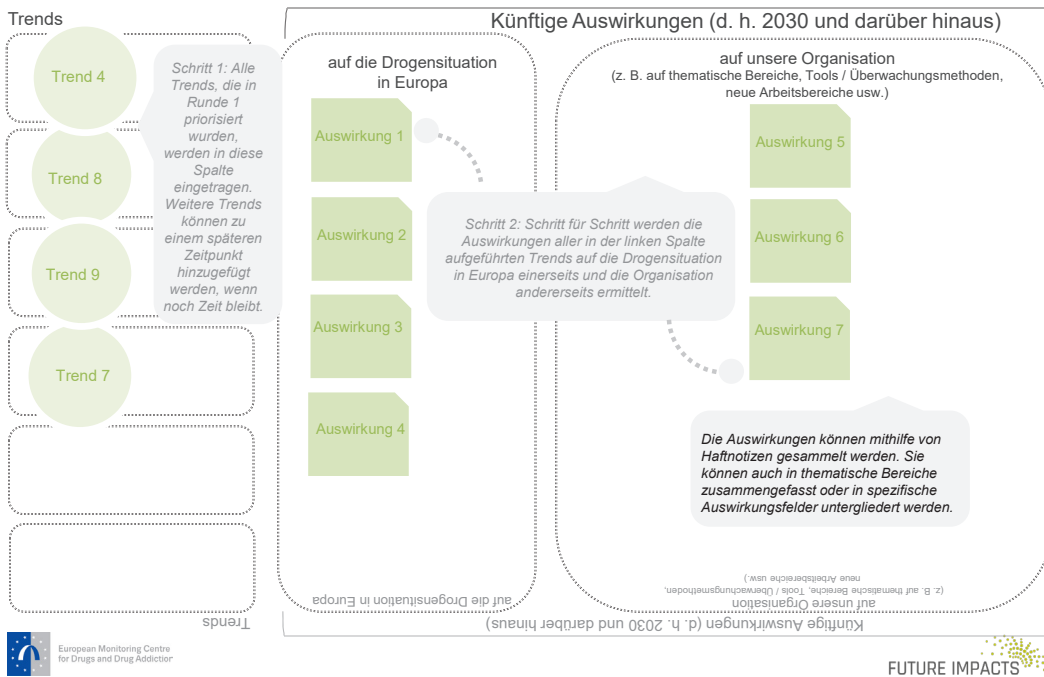 Trends
Künftige Auswirkungen (d. h. 2030 und darüber hinaus)
Trend 4
Trend 8
Trend 9
Trend 7
Schritt 1: Alle
Trends, die in
Runde 1
priorisiert
wurden,
werden in diese
Spalte
eingetragen.
Weitere Trends
können zu
einem späteren
Zeitpunkt
hinzugefügt
werden, wenn
noch Zeit bleibt.
auf die Drogensituation
in Europa
Auswirkung 1
Auswirkung 2
Auswirkung 3
Auswirkung 4
Schritt 2: Schritt für Schritt werden die
Auswirkungen aller in der linken Spalte
aufgeführten Trends auf die Drogensituation
in Europa einerseits und die Organisation
andererseits ermittelt.
auf unsere Organisation
(z. B. auf thematische Bereiche, Tools / Überwachungsmethoden,
neue Arbeitsbereiche usw.)
Auswirkung 5
Auswirkung 6
Auswirkung 7
Die Auswirkungen können mithilfe von
Haftnotizen gesammelt werden. Sie
können auch in thematische Bereiche
zusammengefasst oder in spezifische
Auswirkungsfelder untergliedert werden.
Trends
Künftige Auswirkungen (d. h. 2030 und darüber hinaus)
auf die Drogensituation in Europa
auf unsere Organisation
(z. B. auf thematische Bereiche, Tools / Überwachungsmethoden,
neue Arbeitsbereiche usw.)
European Monitoring Centre
for Drugs and Drug Addiction
FUTURE IMPACTS